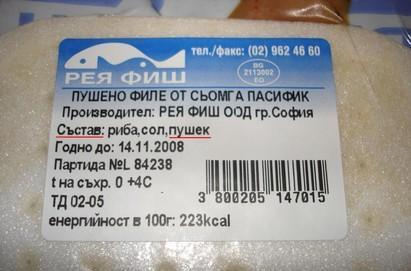 тел./факс: (02) 962 46 60
РЕЯ ФИШ
BG
2113002
EO
ПУШЕНО ФИЛЕ ОТ СЬОМГА ПАСИФИК
Производител: РЕЯ ФИШ ООД гр.София
Състав: риба,сол,пушек
Годно до: 14.11.2008
Партида №L 84238
t на съхр. 0 +4C
ТД 02-05
енергийност в 100г: 223kcal
3 800205 147015